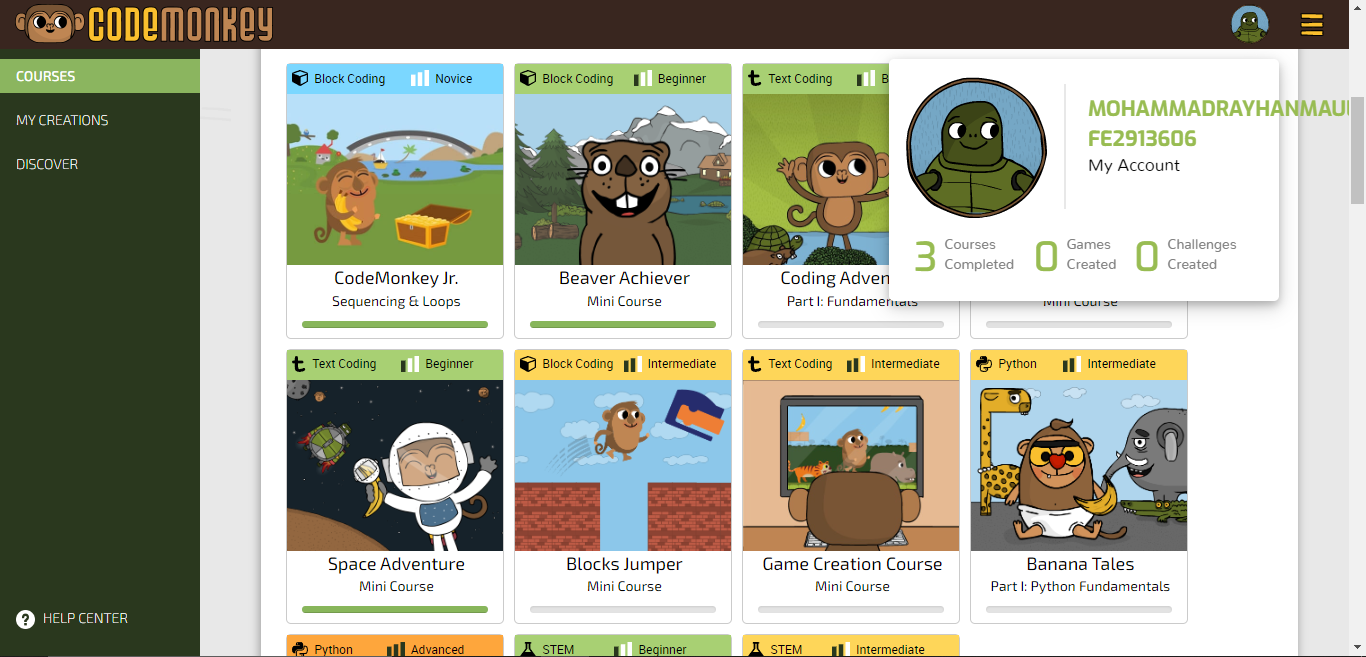 CODEMONKEY
COURSES
MY CREATIONS
DISCOVER
HELP CENTER
Block Coding Novice
CodeMonkey Jr.
Sequencing & Loops
Block Coding Beginner
Beaver Achiever
Mini Course
Text Coding B
Coding Adven
Part I: Fundamentals
Mini Course
MOHAMMADRAYHANMAU
FE2913606
My Account
3 Courses
Completed
0 Games
Created
0 Challenges
Created
Text Coding Beginner
Space Adventure
Mini Course
Block Coding Intermediate
Blocks Jumper
Mini Course
Text Coding Intermediate
Game Creation Course
Mini Course
Python Intermediate
Banana Tales
Part I: Python Fundamentals
Python Advanced
STEM Beginner
STEM Intermediate